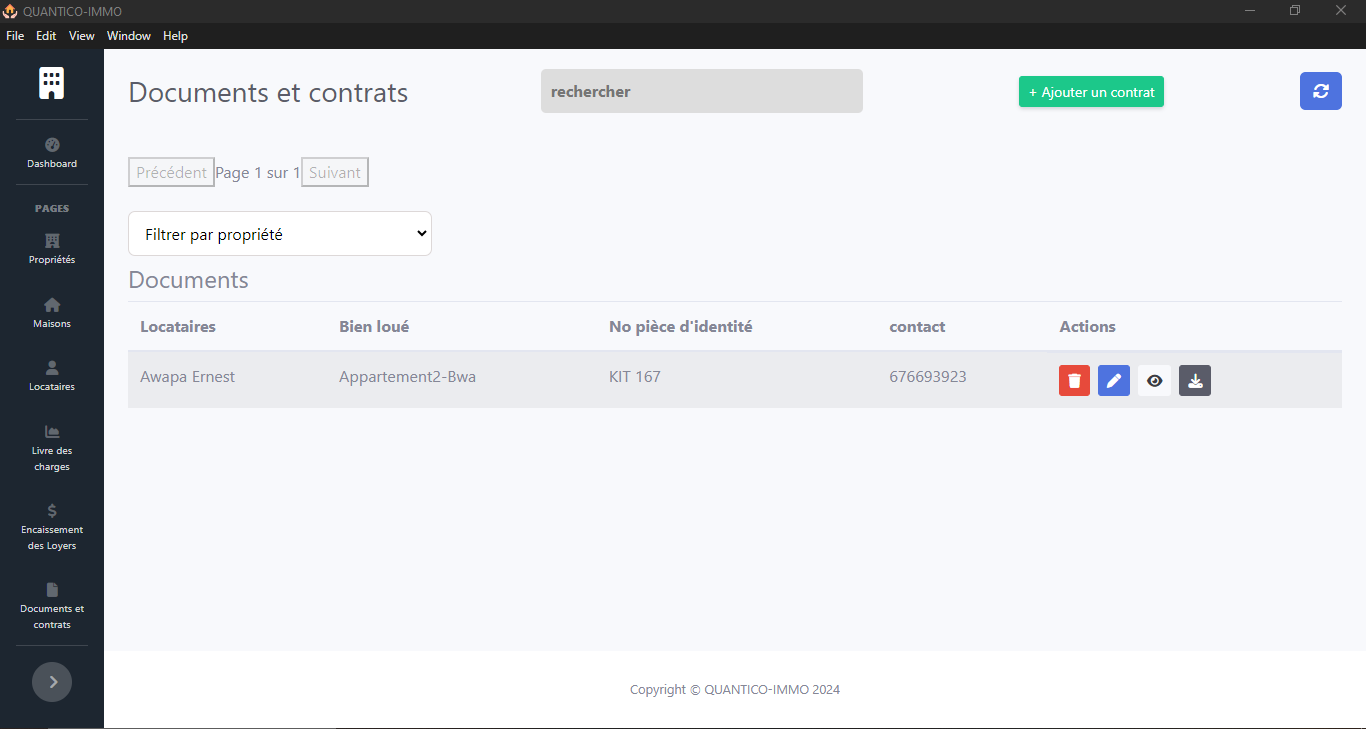 QUANTICO-IMMO
File Edit View Window Help
Dashboard
PAGES
Propriétés
Maisons
Locataires
Livre des
charges
Encaissement
des Loyers
Documents et
contrats
Documents et contrats
rechercher
+ Ajouter un contrat
Précédent Page 1 sur 1 Suivant
Filtrer par propriété
Documents
Locataires Bien loué No pièce d'identité contact Actions
Awapa Ernest Appartement2-Bwa KIT 167 676693923
Copyright © QUANTICO-IMMO 2024